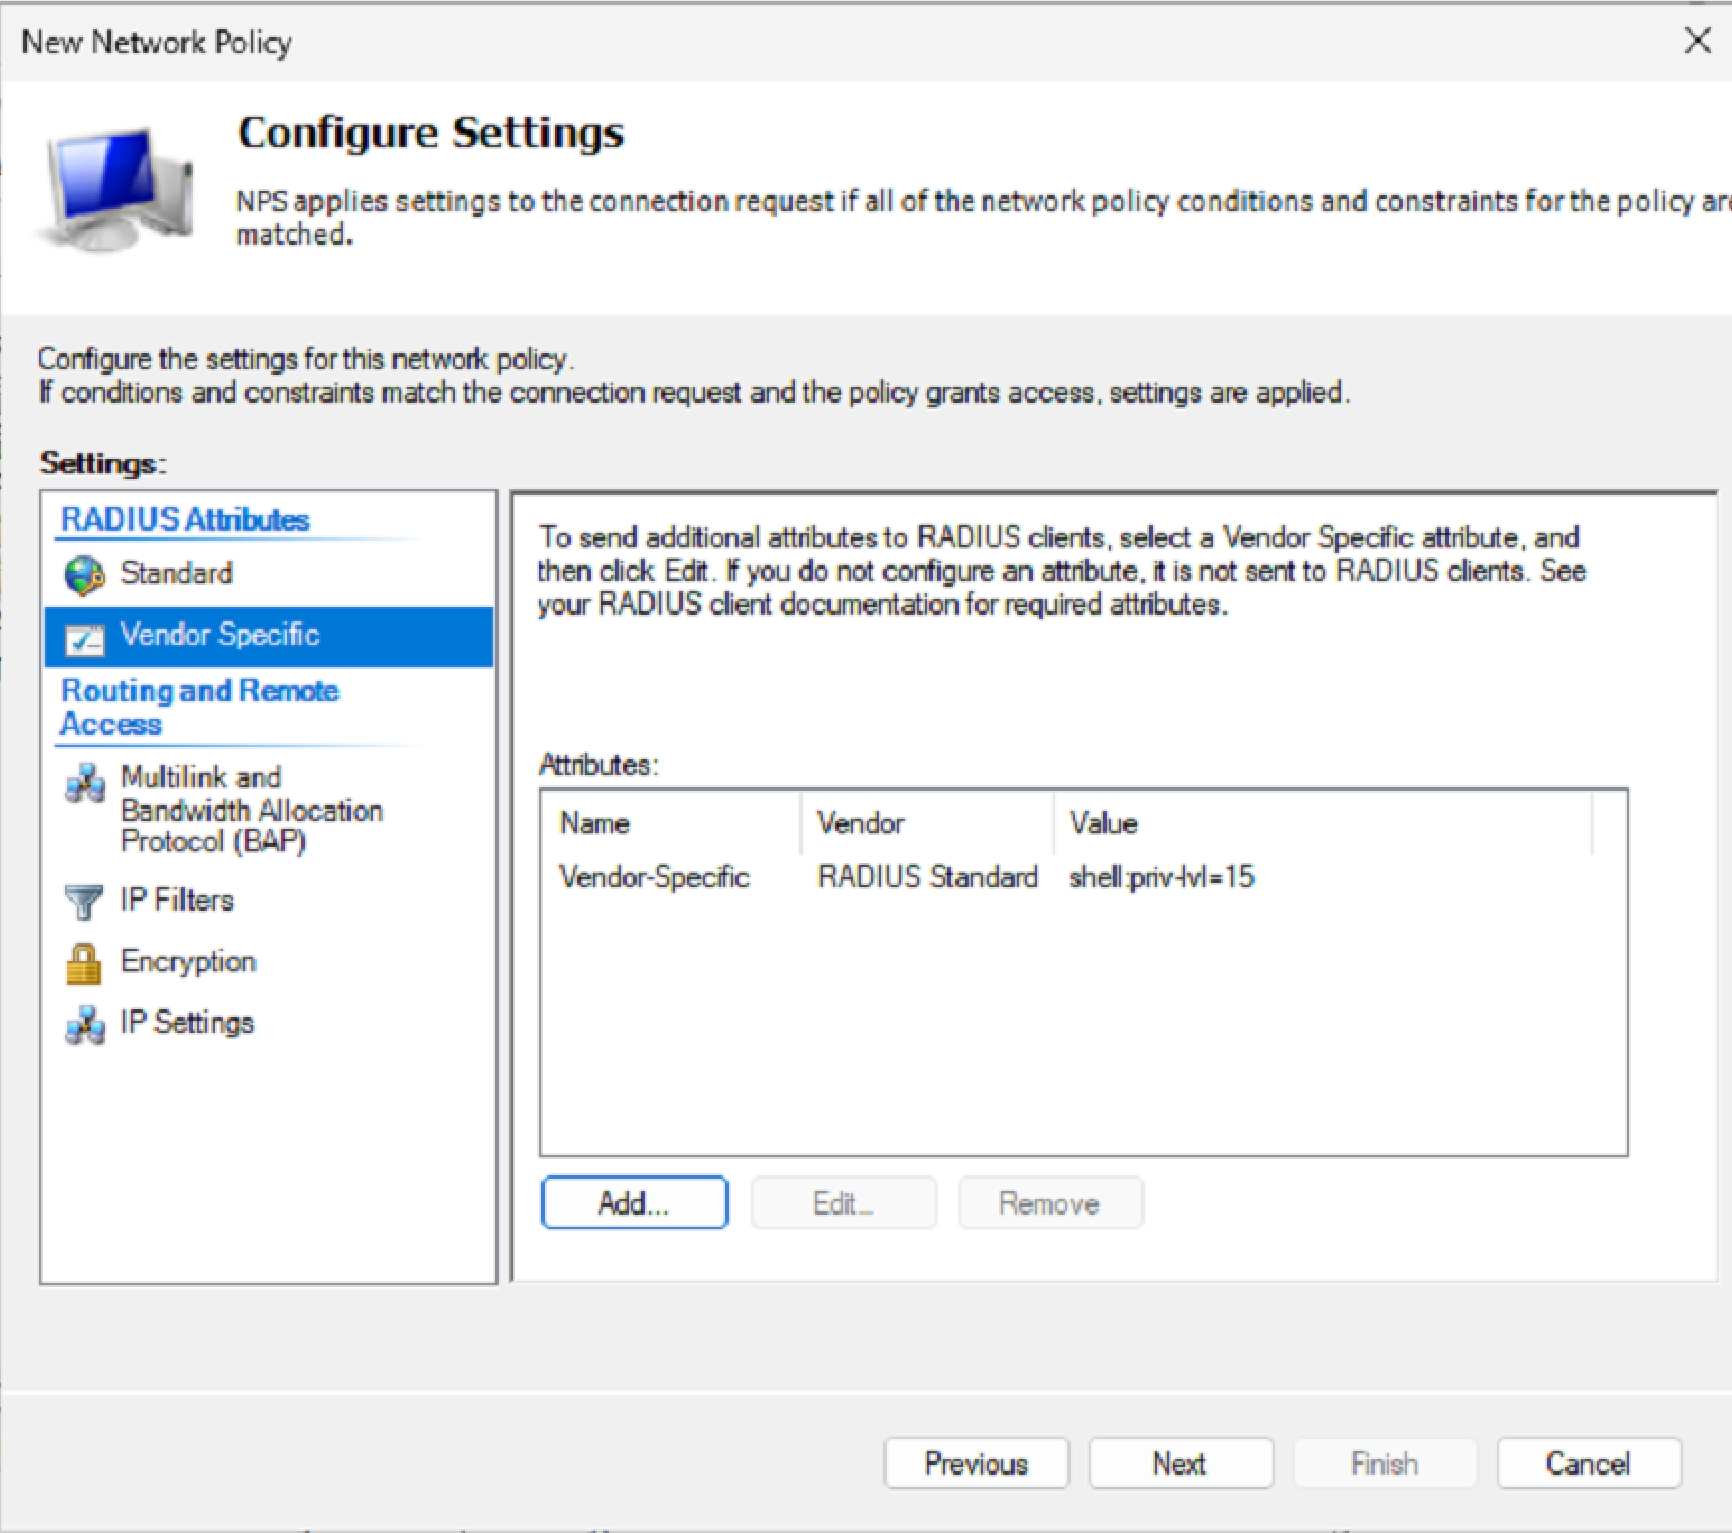 New Network Policy
Configure Settings
NPS applies settings to the connection request if all of the network policy conditions and constraints for the policy are
matched.
Configure the settings for this network policy.
If conditions and constraints match the connection request and the policy grants access, settings are applied.
Settings:
RADIUS Attributes
Standard
Vendor Specific
Routing and Remote
Access
Multilink and
Bandwidth Allocation
Protocol (BAP)
IP Filters
Encryption
IP Settings
To send additional attributes to RADIUS clients, select a Vendor Specific attribute, and
then click Edit. If you do not configure an attribute, it is not sent to RADIUS clients. See
your RADIUS client documentation for required attributes.
Attributes:
Name Vendor Value
Vendor-Specific RADIUS Standard shell:priv-lvl=15
Add... Edit... Remove
Previous Next Finish Cancel